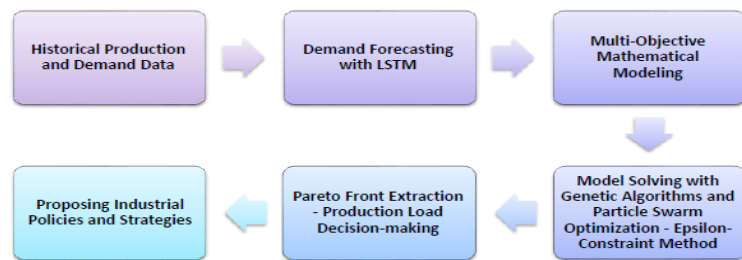 Historical Production
and Demand Data
Demand Forecasting
with LSTM
Multi-Objective
Mathematical
Modeling
Model Solving with
Genetic Algorithms and
Particle Swarm
Optimization - Epsilon-
Constraint Method
Pareto Front Extraction
- Production Load
Decision-making
Proposing Industrial
Policies and Strategies